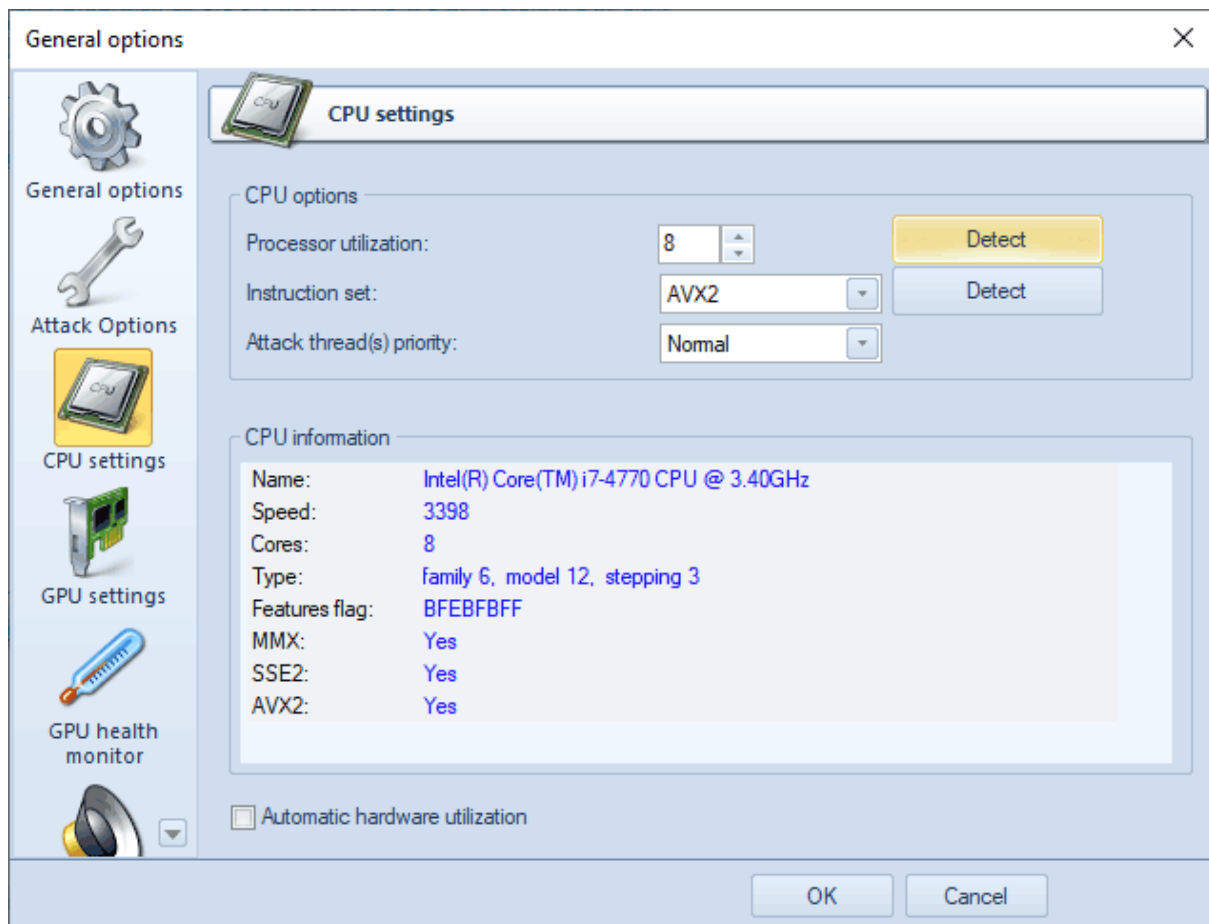 General options
General options
Attack Options
CPU
CPU settings
GPU settings
GPU health
monitor
CPU
CPU settings
CPU options
Processor utilization:
8
Detect
Instruction set:
AVX2
Detect
Attack thread(s) priority:
Normal
CPU information
Name: Intel(R) Core(TM) i7-4770 CPU @ 3.40GHz
Speed: 3398
Cores: 8
Type: family 6, model 12, stepping 3
Features flag: BFEBFBFF
MMX: Yes
SSE2: Yes
AVX2: Yes
Automatic hardware utilization
OK
Cancel